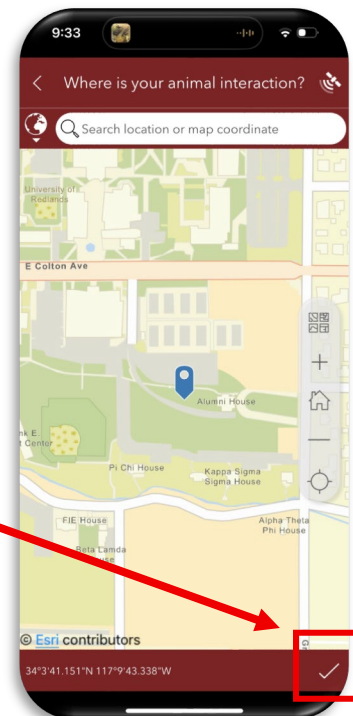 9:33
Where is your animal interaction?
Search location or map coordinate
University of
Redlands
E Colton Ave
Alumni House
Pi Chi House
Kappa Sigma
Sigma House
FIE House
Alpha Theta
Phi House
Beta Lamda
© Esri contributors
34°3'41.151"N 117°9'43.338"W